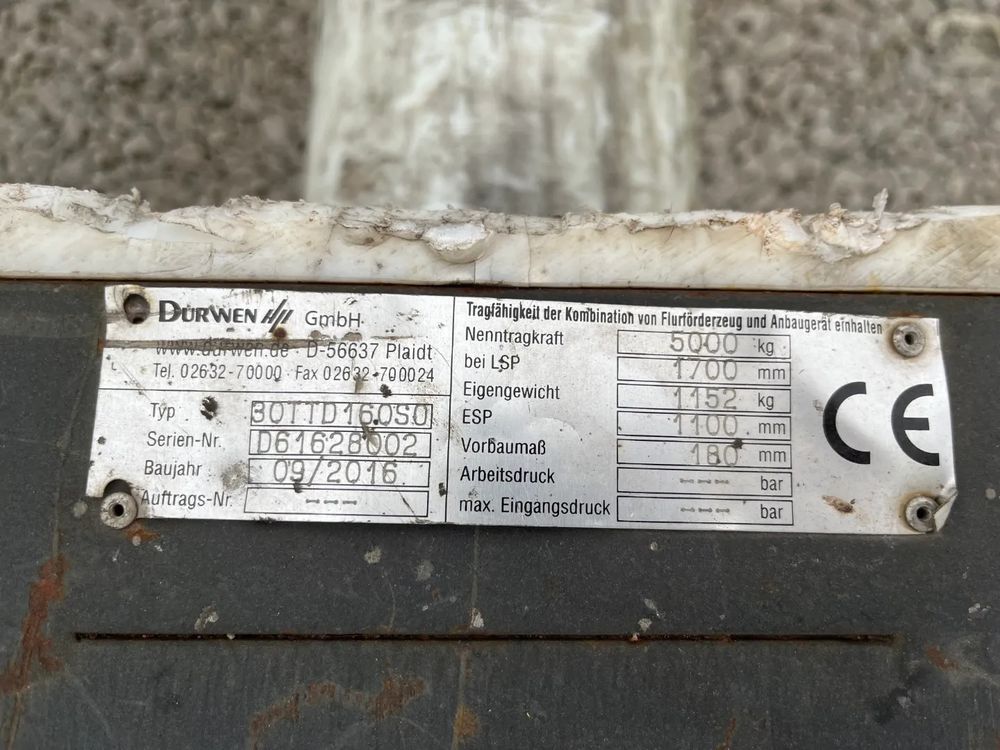 DÜRWEN GmbH
www.durwen.de · D-56637 Plaidt
Tel. 02632-70000 · Fax 02632-700024
Typ 30TTD160S0
Serien-Nr. D61628002
Baujahr 09/2016
Auftrags-Nr. ---
Tragfähigkeit der Kombination von Flurförderzeug und Anbaugerät einhalten
Nenntragkraft 5000 kg
bei LSP 1700 mm
Eigengewicht 1152 kg
ESP 1100 mm
Vorbaumaß 180 mm
Arbeitsdruck --- bar
max. Eingangsdruck --- bar
CE